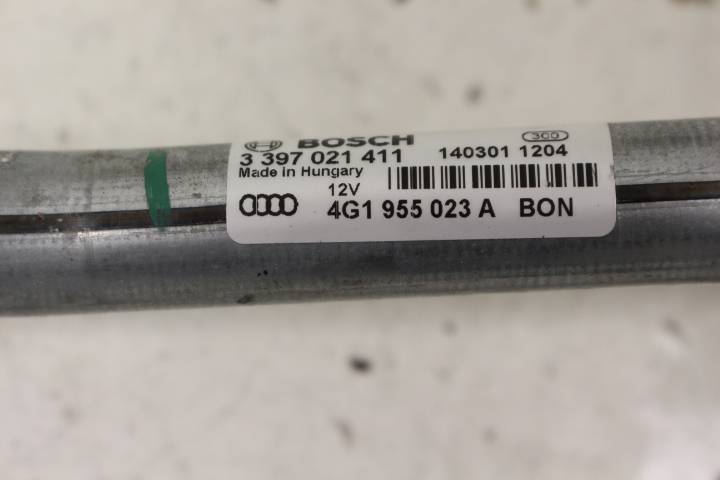 BOSCH 3C0
3 397 021 411 140301 1204
Made in Hungary
12V
4G1 955 023 A BON